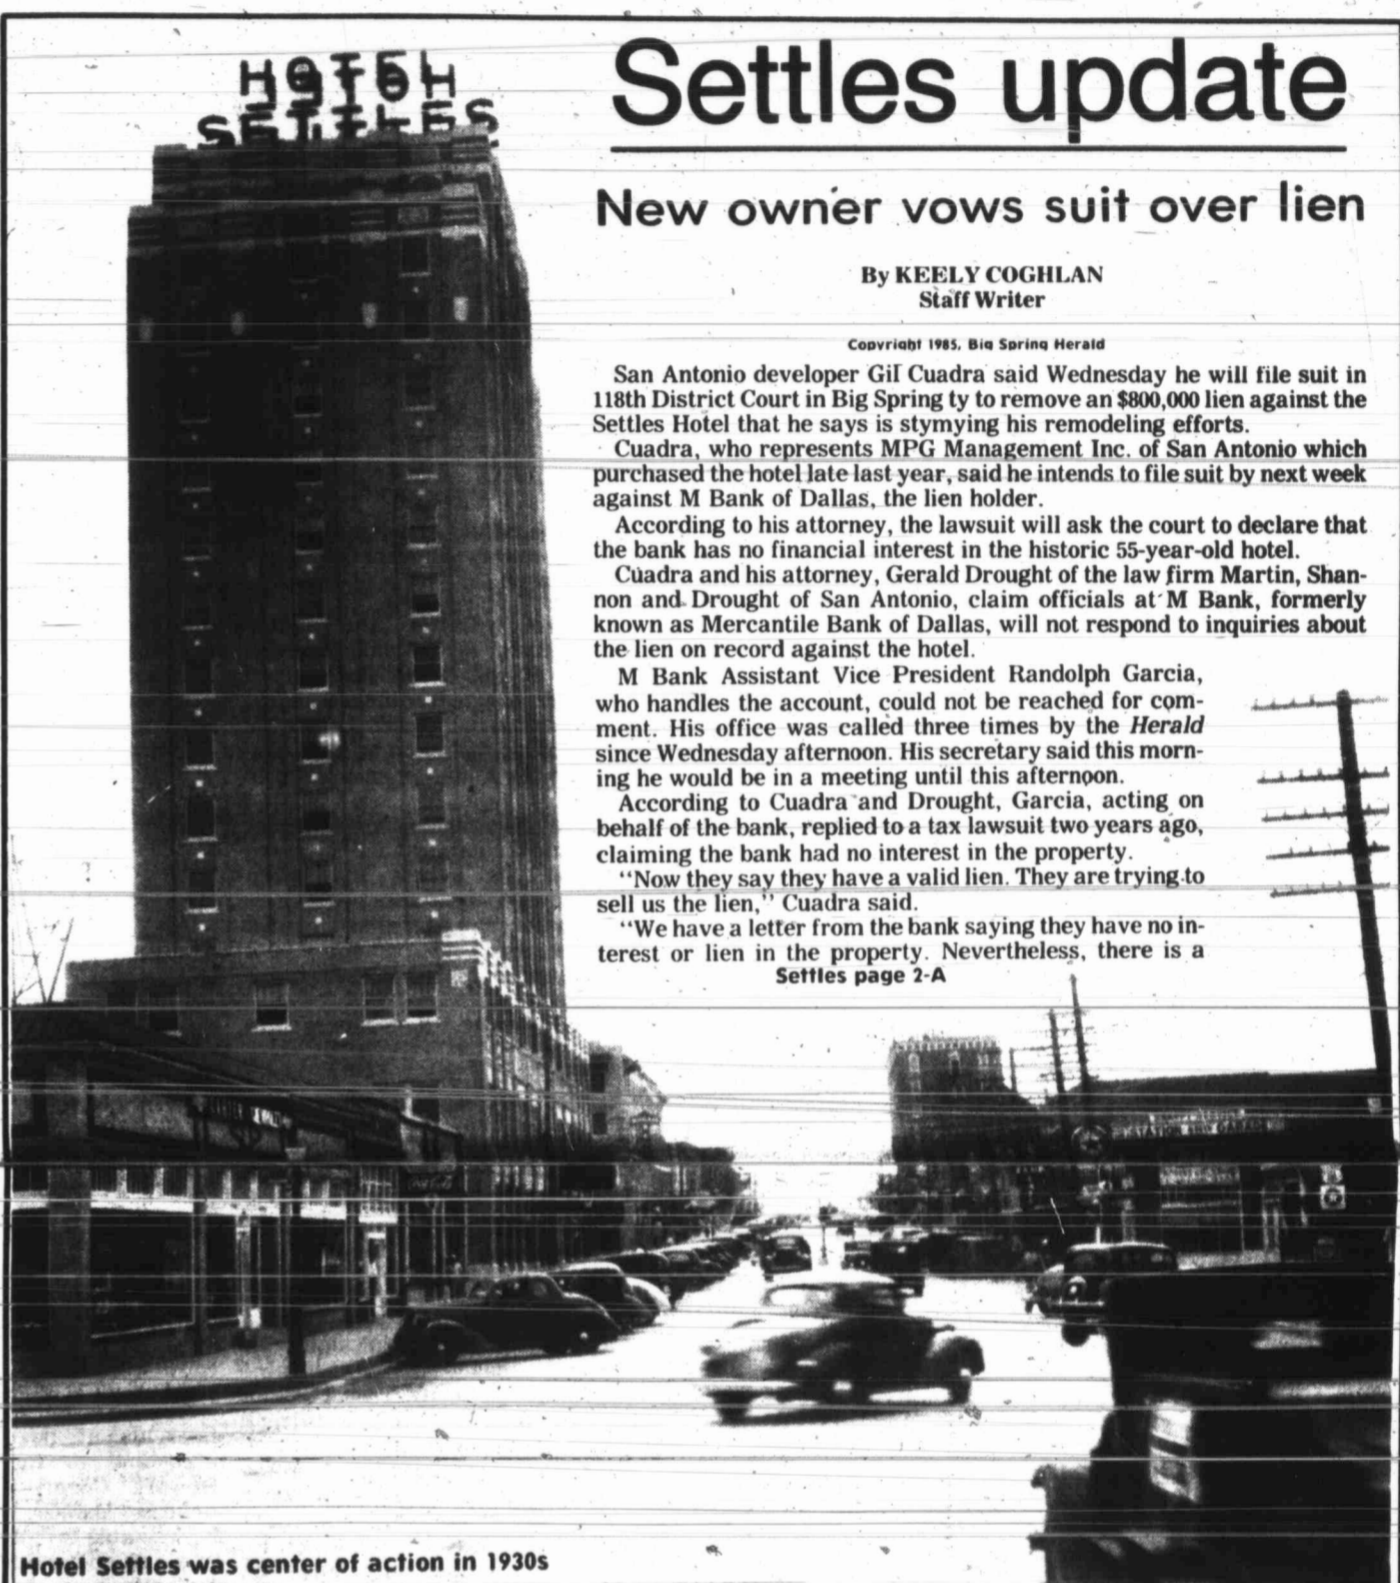 HOTEL
SETTLES
Settles update
New owner vows suit over lien
By KEELY COGHLAN
Staff Writer
Copyright 1985, Big Spring Herald
San Antonio developer Gil Cuadra said Wednesday he will file suit in
118th District Court in Big Spring ty to remove an $800,000 lien against the
Settles Hotel that he says is stymying his remodeling efforts.
Cuadra, who represents MPG Management Inc. of San Antonio which
purchased the hotel late last year, said he intends to file suit by next week
against M Bank of Dallas, the lien holder.
According to his attorney, the lawsuit will ask the court to declare that
the bank has no financial interest in the historic 55-year-old hotel.
Cuadra and his attorney, Gerald Drought of the law firm Martin, Shan-
non and Drought of San Antonio, claim officials at M Bank, formerly
known as Mercantile Bank of Dallas, will not respond to inquiries about
the lien on record against the hotel.
M Bank Assistant Vice President Randolph Garcia,
who handles the account, could not be reached for com-
ment. His office was called three times by the Herald
since Wednesday afternoon. His secretary said this morn-
ing he would be in a meeting until this afternoon.
According to Cuadra and Drought, Garcia, acting on
behalf of the bank, replied to a tax lawsuit two years ago,
claiming the bank had no interest in the property.
"Now they say they have a valid lien. They are trying to
sell us the lien," Cuadra said.
"We have a letter from the bank saying they have no in-
terest or lien in the property. Nevertheless, there is a
Settles page 2-A
STATION AND GARAGE
Hotel Settles was center of action in 1930s